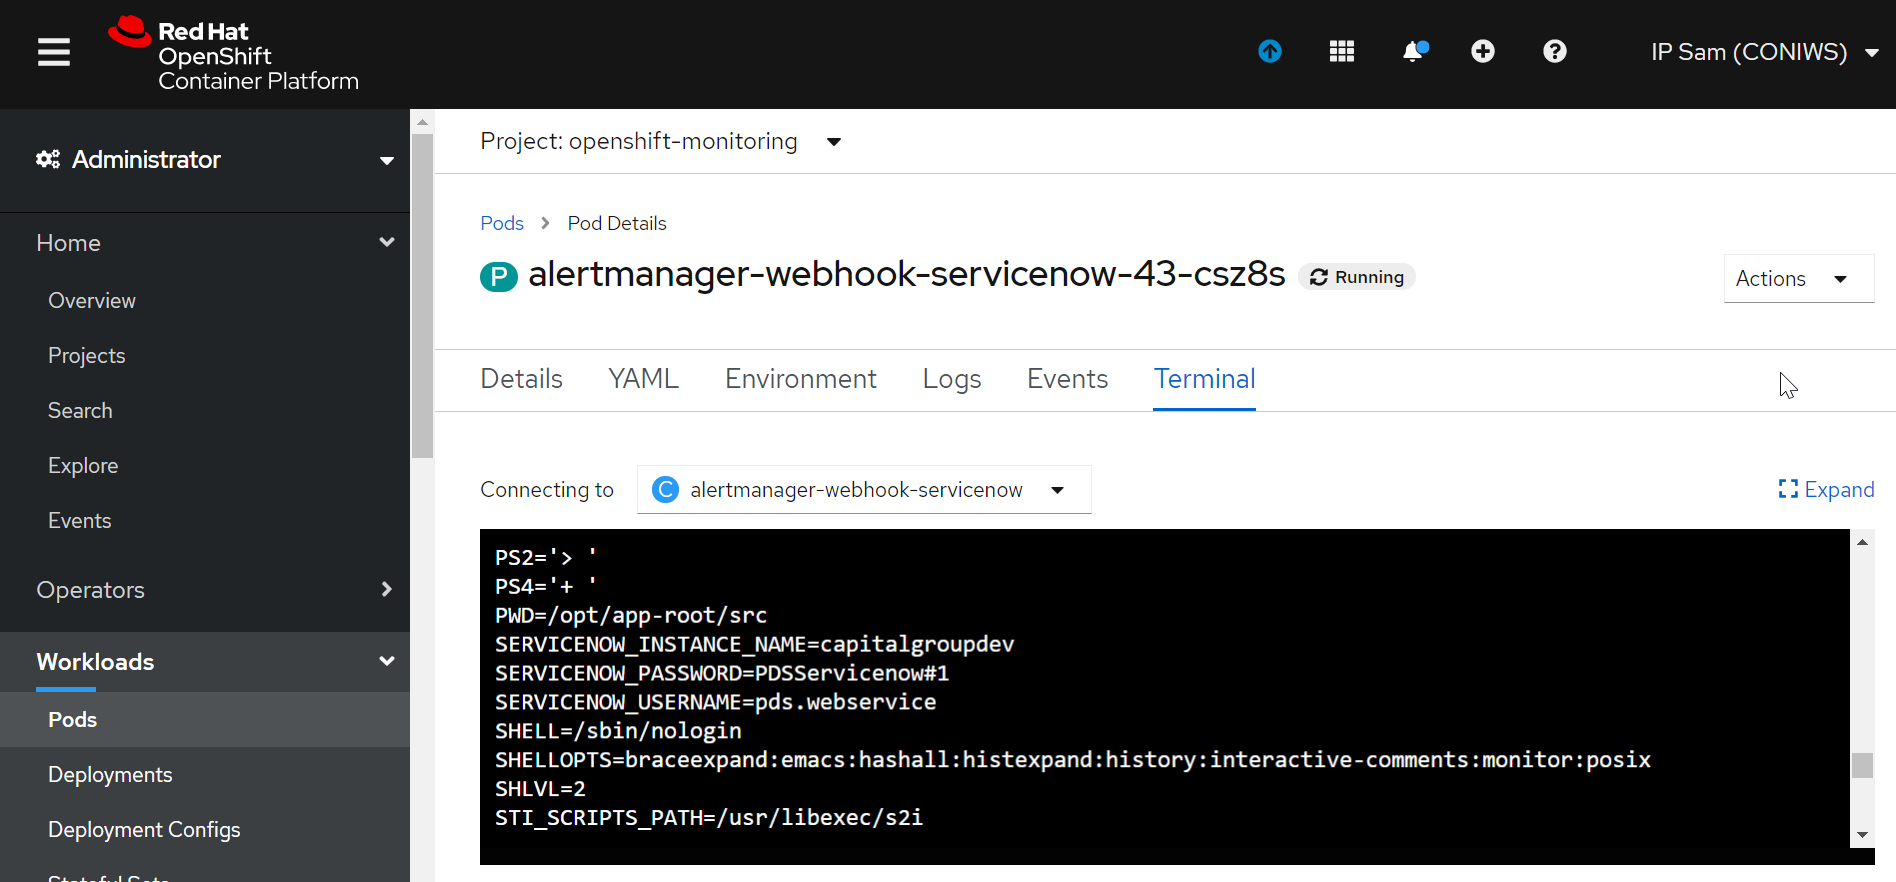 Red Hat
OpenShift
Container Platform
IP Sam (CONIWS)
Administrator
Home
Overview
Projects
Search
Explore
Events
Operators
Workloads
Pods
Deployments
Deployment Configs
Stateful Sets
Project: openshift-monitoring
Pods > Pod Details
P alertmanager-webhook-servicenow-43-csz8s Running
Actions
Details YAML Environment Logs Events Terminal
Connecting to C alertmanager-webhook-servicenow
Expand
PS2='> '
PS4='+ '
PWD=/opt/app-root/src
SERVICENOW_INSTANCE_NAME=capitalgroupdev
SERVICENOW_PASSWORD=PDSServicenow#1
SERVICENOW_USERNAME=pds.webservice
SHELL=/sbin/nologin
SHELLOPTS=braceexpand:emacs:hashall:histexpand:history:interactive-comments:monitor:posix
SHLVL=2
STI_SCRIPTS_PATH=/usr/libexec/s2i